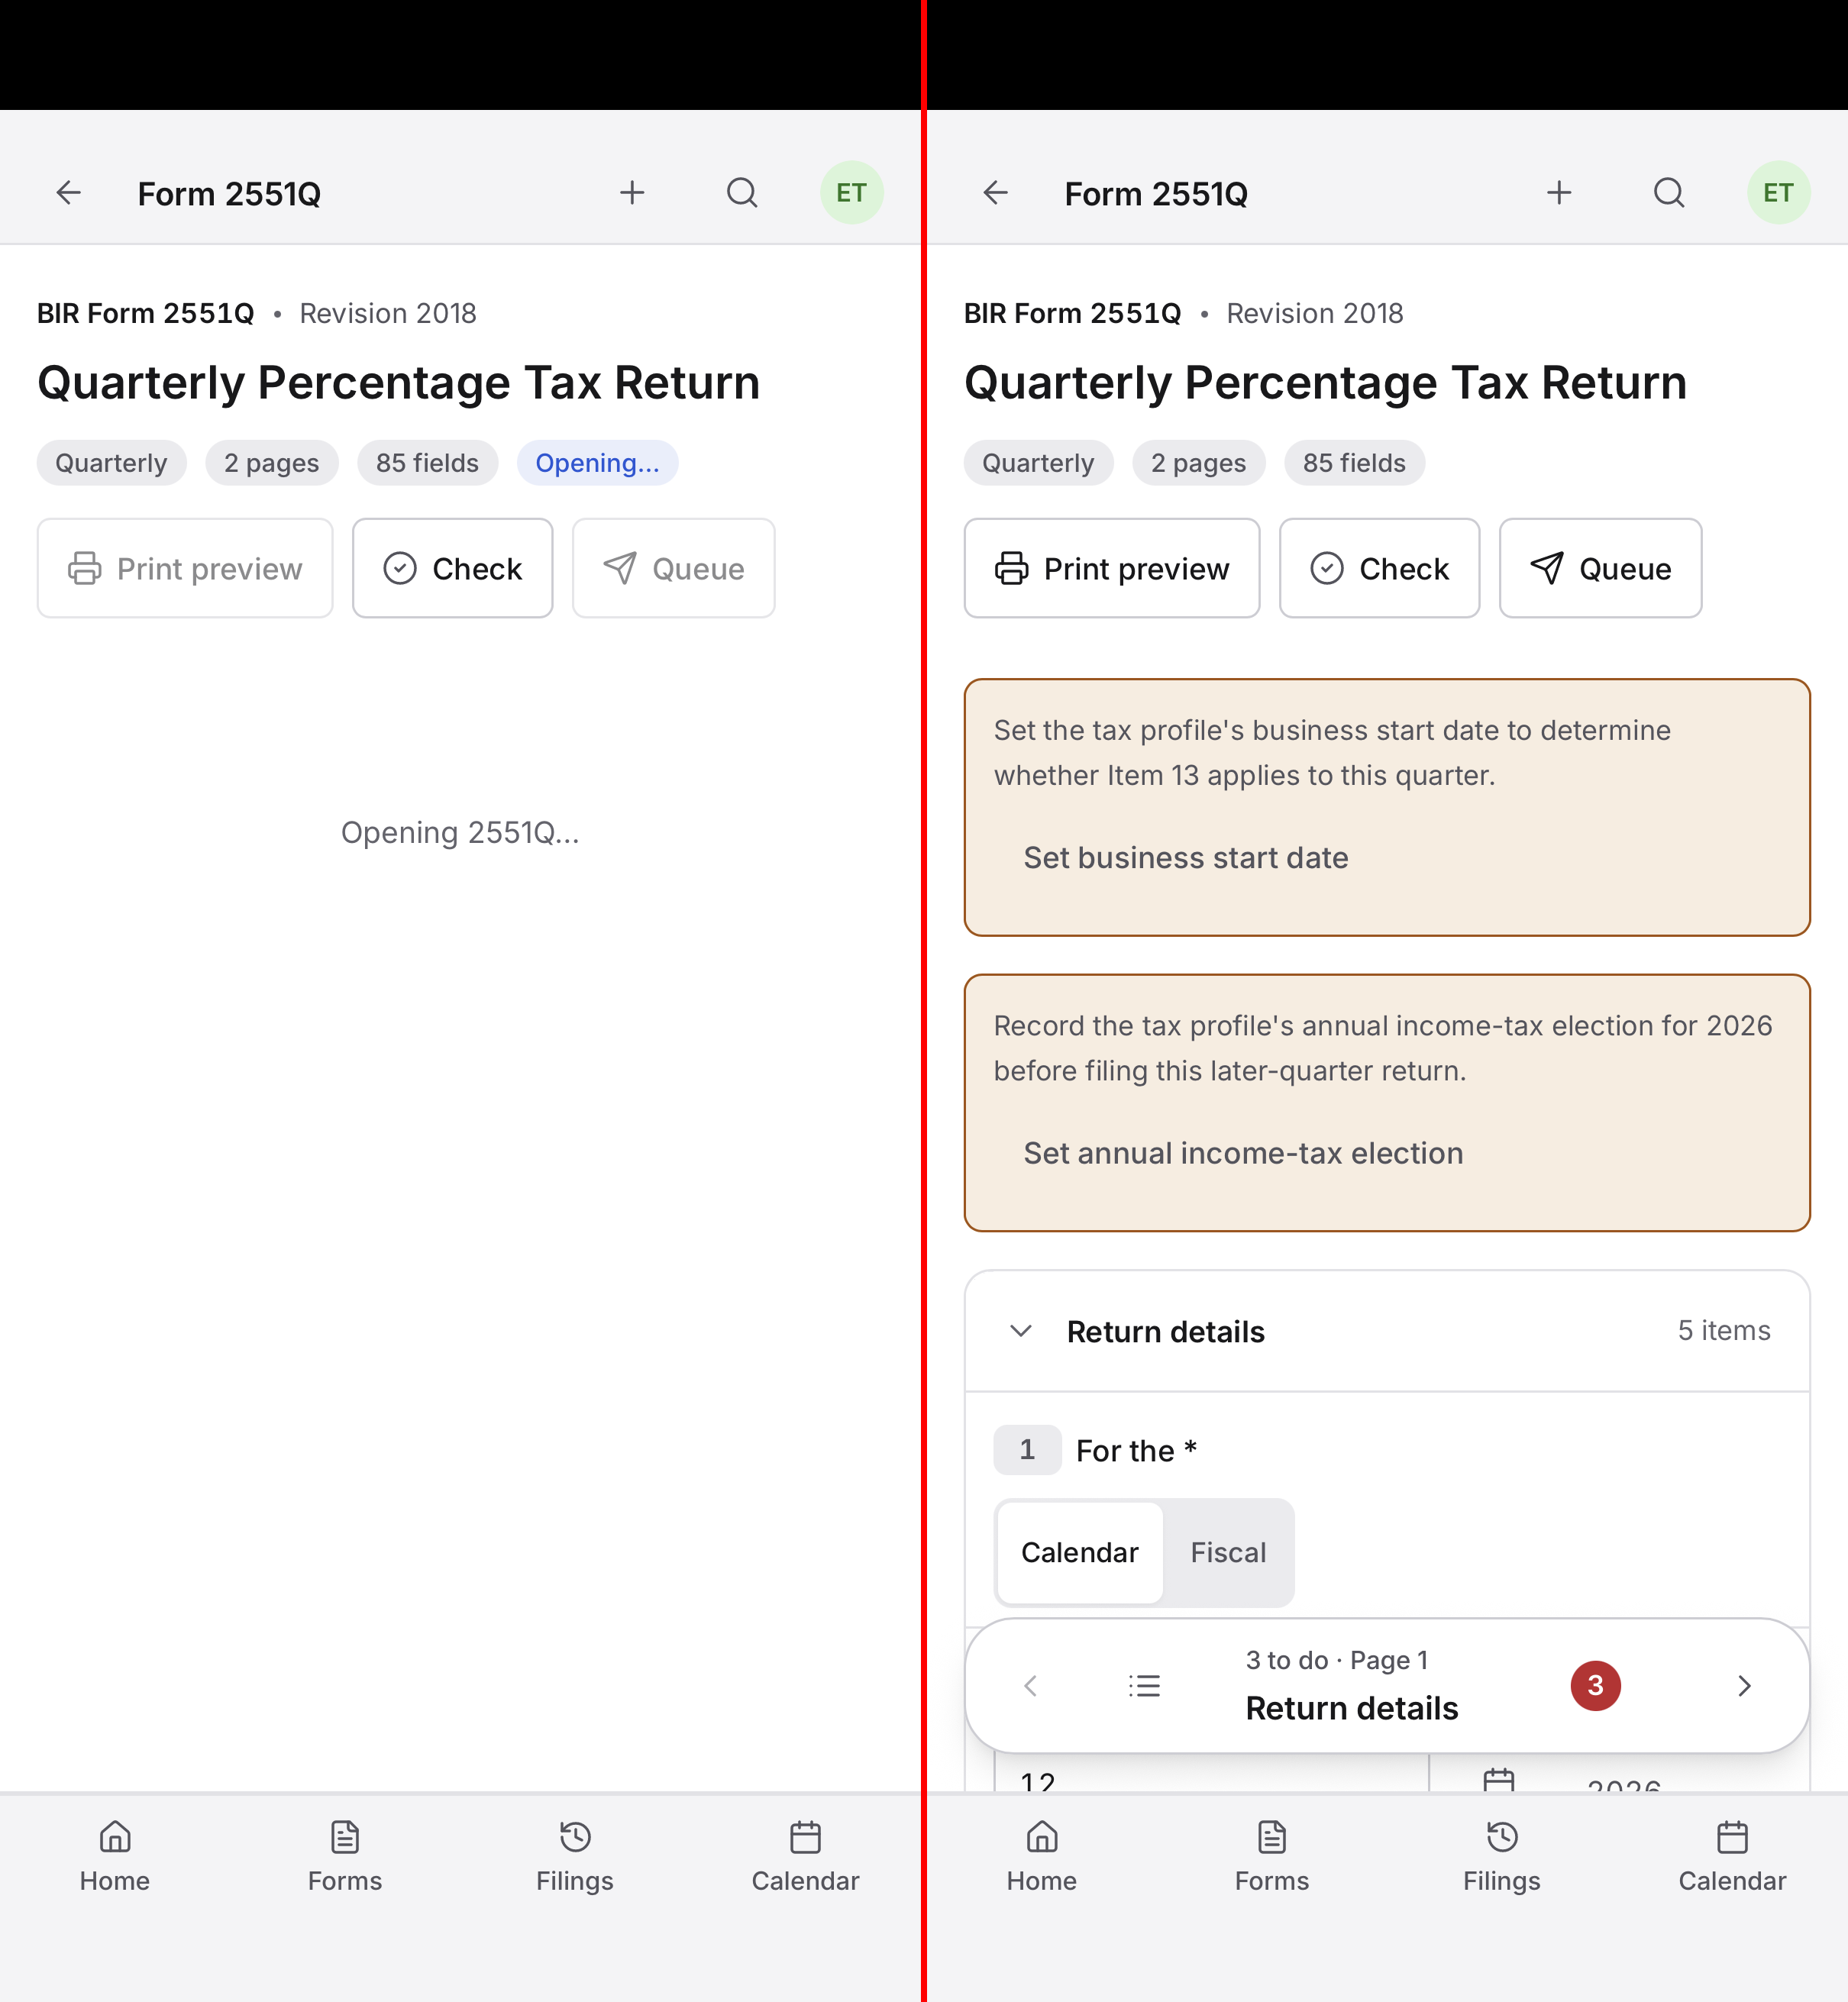 Form 2551Q
ET
BIR Form 2551Q • Revision 2018
Quarterly Percentage Tax Return
Quarterly
2 pages
85 fields
Opening...
Print preview
Check
Queue
Opening 2551Q...
Home
Forms
Filings
Calendar
Form 2551Q
ET
BIR Form 2551Q • Revision 2018
Quarterly Percentage Tax Return
Quarterly
2 pages
85 fields
Print preview
Check
Queue
Set the tax profile's business start date to determine
whether Item 13 applies to this quarter.
Set business start date
Record the tax profile's annual income-tax election for 2026
before filing this later-quarter return.
Set annual income-tax election
Return details
5 items
1 For the *
Calendar
Fiscal
3 to do · Page 1
Return details
3
12
2026
Home
Forms
Filings
Calendar